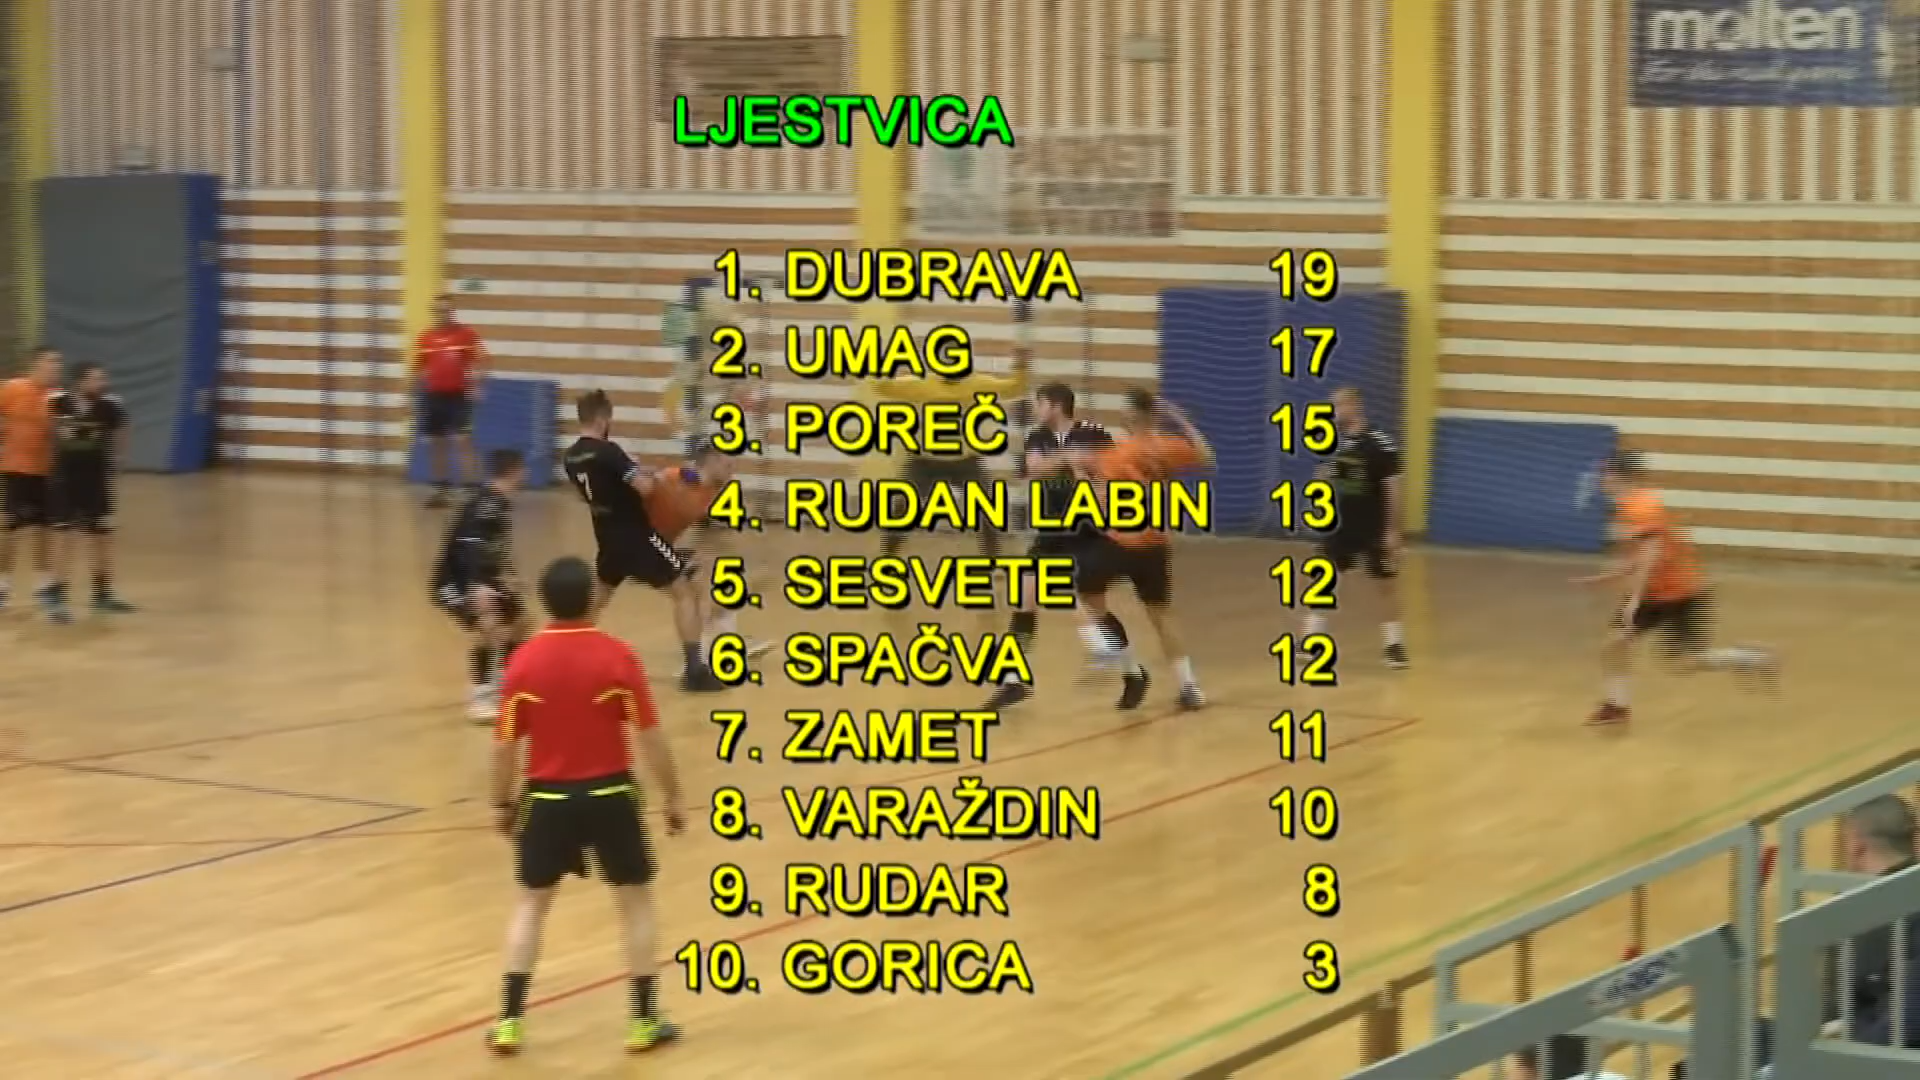 molten
LJESTVICA
1. DUBRAVA 19
2. UMAG 17
3. POREČ 15
4. RUDAN LABIN 13
5. SESVETE 12
6. SPAČVA 12
7. ZAMET 11
8. VARAŽDIN 10
9. RUDAR 8
10. GORICA 3
7